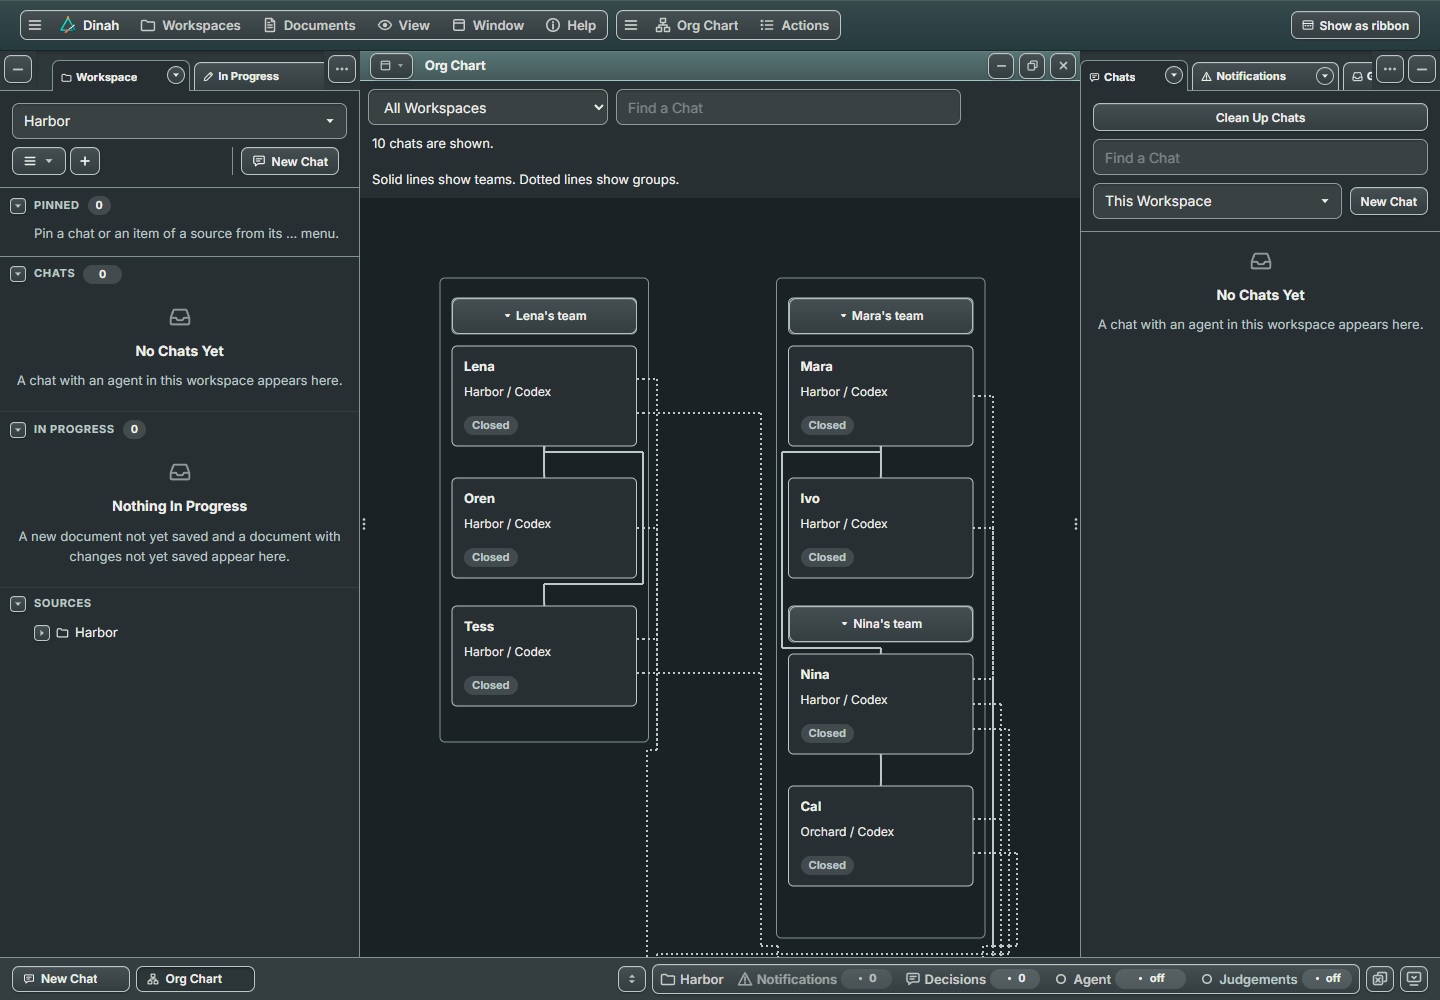 Dinah
Workspaces
Documents
View
Window
Help
Org Chart
Actions
Show as ribbon
Workspace
In Progress
Harbor
New Chat
PINNED 0
Pin a chat or an item of a source from its ... menu.
CHATS 0
No Chats Yet
A chat with an agent in this workspace appears here.
IN PROGRESS 0
Nothing In Progress
A new document not yet saved and a document with
changes not yet saved appear here.
SOURCES
Harbor
Org Chart
All Workspaces
Find a Chat
10 chats are shown.
Solid lines show teams. Dotted lines show groups.
Lena's team
Lena
Harbor / Codex
Closed
Oren
Harbor / Codex
Closed
Tess
Harbor / Codex
Closed
Mara's team
Mara
Harbor / Codex
Closed
Ivo
Harbor / Codex
Closed
Nina's team
Nina
Harbor / Codex
Closed
Cal
Orchard / Codex
Closed
Chats
Notifications
Clean Up Chats
Find a Chat
This Workspace
New Chat
No Chats Yet
A chat with an agent in this workspace appears here.
New Chat
Org Chart
Harbor
Notifications • 0
Decisions • 0
Agent • off
Judgements • off